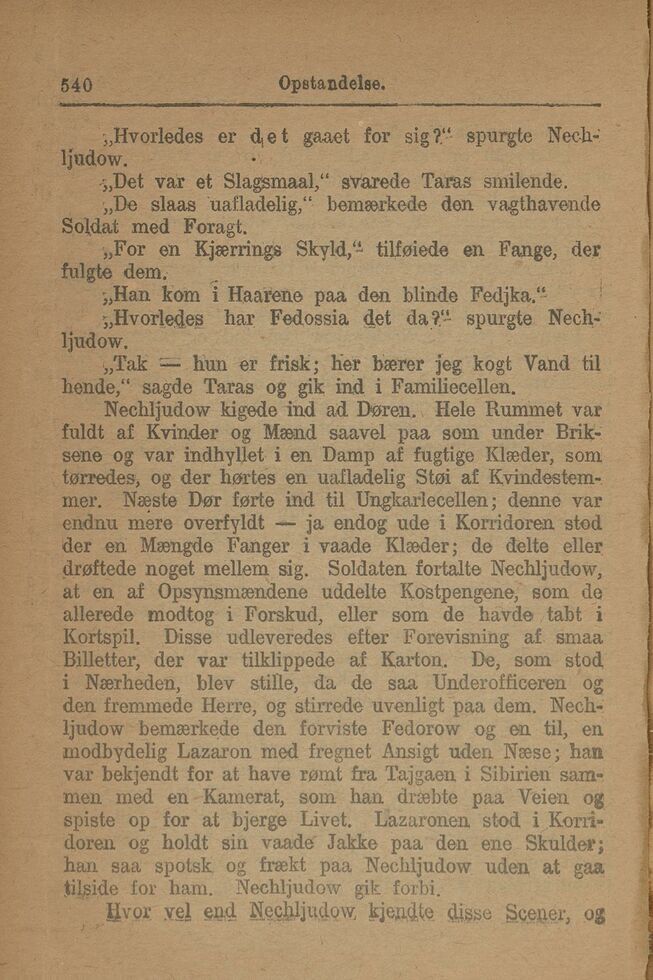 540 Opstandelse.
„Hvorledes er det gaaet for sig?“ spurgte Nech-
ljudow.
„Det var et Slagsmaal,“ svarede Taras smilende.
„De slaas uafladelig,“ bemærkede den vagthavende
Soldat med Foragt.
„For en Kjærrings Skyld,“ tilføiede en Fange, der
fulgte dem.
„Han kom i Haarene paa den blinde Fedjka.“
„Hvorledes har Fedossia det da?“ spurgte Nech-
ljudow.
„Tak — hun er frisk; her bærer jeg kogt Vand til
hende,“ sagde Taras og gik ind i Familiecellen.
Nechljudow kigede ind ad Døren. Hele Rummet var
fuldt af Kvinder og Mænd saavel paa som under Brik-
sene og var indhyllet i en Damp af fugtige Klæder, som
tørredes, og der hørtes en uafladelig Støi af Kvindestem-
mer. Næste Dør førte ind til Ungkarlecellen; denne var
endnu mere overfyldt — ja endog ude i Korridoren stod
der en Mængde Fanger i vaade Klæder; de delte eller
drøftede noget mellem sig. Soldaten fortalte Nechljudow,
at en af Opsynsmændene uddelte Kostpengene, som de
allerede modtog i Forskud, eller som de havde tabt i
Kortspil. Disse udleveredes efter Forevisning af smaa
Billetter, der var tilklippede af Karton. De, som stod
i Nærheden, blev stille, da de saa Underofficeren og
den fremmede Herre, og stirrede uvenligt paa dem. Nech-
ljudow bemærkede den forviste Fedorow og en til, en
modbydelig Lazaron med fregnet Ansigt uden Næse; han
var bekjendt for at have rømt fra Tajgaen i Sibirien sam-
men med en Kamerat, som han dræbte paa Veien og
spiste op for at bjerge Livet. Lazaronen stod i Korri-
doren og holdt sin vaade Jakke paa den ene Skulder;
han saa spotsk og frækt paa Nechljudow uden at gaa
tilside for ham. Nechljudow gik forbi.
Hvor vel end Nechljudow kjendte disse Scener, og